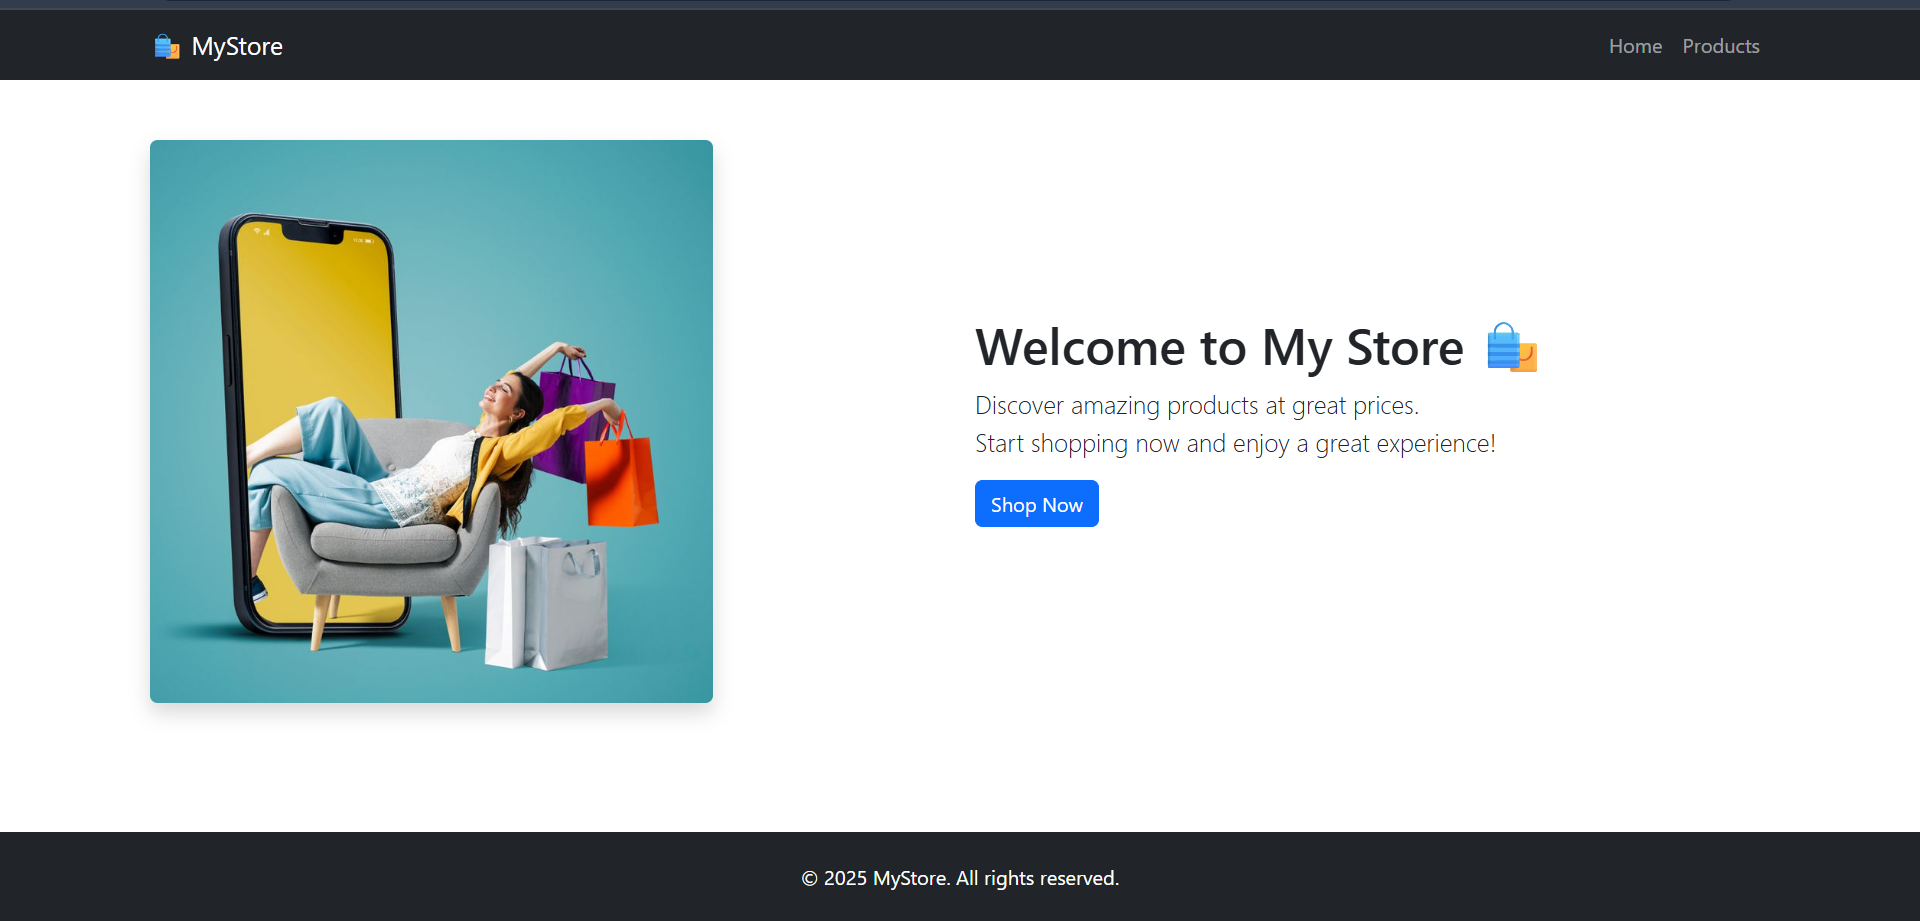 MyStore
Home
Products
Welcome to My Store
Discover amazing products at great prices.
Start shopping now and enjoy a great experience!
Shop Now
© 2025 MyStore. All rights reserved.